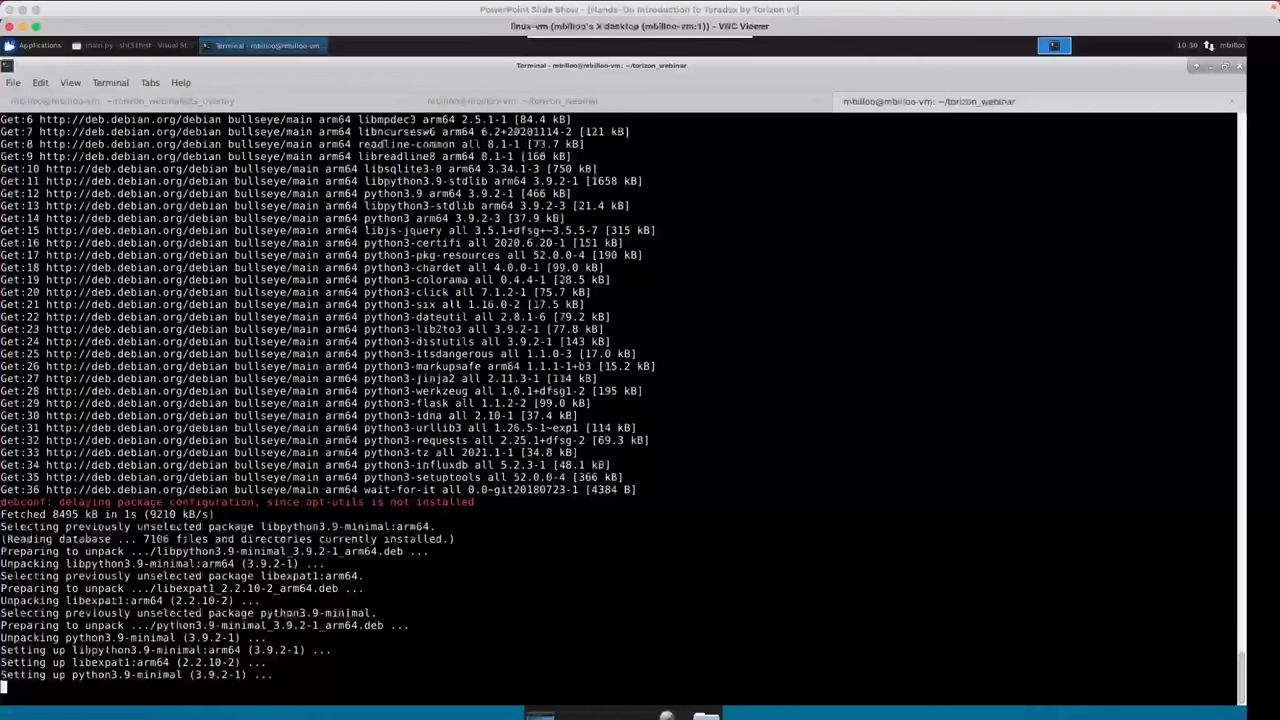 PowerPoint Slide Show - [Hands-On Introduction to Toradex by Torizon v1]
linux-vm (mbilloo's X desktop (mbilloo-vm:1)) - VNC Viewer
Applications
main.py - sht31test - Visual St...
Terminal - mbilloo@mbilloo-vm...
10:30
mbilloo
Terminal - mbilloo@mbilloo-vm: ~/torizon_webinar
File Edit View Terminal Tabs Help
mbilloo@mbilloo-vm: ~/torizon_webinar/ts_overlay
mbilloo@mbilloo-vm: ~/torizon_webinar
mbilloo@mbilloo-vm: ~/torizon_webinar
Get:6 http://deb.debian.org/debian bullseye/main arm64 libmpdec3 arm64 2.5.1-1 [84.4 kB]
Get:7 http://deb.debian.org/debian bullseye/main arm64 libncursesw6 arm64 6.2+20201114-2 [121 kB]
Get:8 http://deb.debian.org/debian bullseye/main arm64 readline-common all 8.1-1 [73.7 kB]
Get:9 http://deb.debian.org/debian bullseye/main arm64 libreadline8 arm64 8.1-1 [160 kB]
Get:10 http://deb.debian.org/debian bullseye/main arm64 libsqlite3-0 arm64 3.34.1-3 [750 kB]
Get:11 http://deb.debian.org/debian bullseye/main arm64 libpython3.9-stdlib arm64 3.9.2-1 [1658 kB]
Get:12 http://deb.debian.org/debian bullseye/main arm64 python3.9 arm64 3.9.2-1 [466 kB]
Get:13 http://deb.debian.org/debian bullseye/main arm64 libpython3-stdlib arm64 3.9.2-3 [21.4 kB]
Get:14 http://deb.debian.org/debian bullseye/main arm64 python3 arm64 3.9.2-3 [37.9 kB]
Get:15 http://deb.debian.org/debian bullseye/main arm64 libjs-jquery all 3.5.1+dfsg+~3.5.5-7 [315 kB]
Get:16 http://deb.debian.org/debian bullseye/main arm64 python3-certifi all 2020.6.20-1 [151 kB]
Get:17 http://deb.debian.org/debian bullseye/main arm64 python3-pkg-resources all 52.0.0-4 [190 kB]
Get:18 http://deb.debian.org/debian bullseye/main arm64 python3-chardet all 4.0.0-1 [99.0 kB]
Get:19 http://deb.debian.org/debian bullseye/main arm64 python3-colorama all 0.4.4-1 [28.5 kB]
Get:20 http://deb.debian.org/debian bullseye/main arm64 python3-click all 7.1.2-1 [75.7 kB]
Get:21 http://deb.debian.org/debian bullseye/main arm64 python3-six all 1.16.0-2 [17.5 kB]
Get:22 http://deb.debian.org/debian bullseye/main arm64 python3-dateutil all 2.8.1-6 [79.2 kB]
Get:23 http://deb.debian.org/debian bullseye/main arm64 python3-lib2to3 all 3.9.2-1 [77.8 kB]
Get:24 http://deb.debian.org/debian bullseye/main arm64 python3-distutils all 3.9.2-1 [143 kB]
Get:25 http://deb.debian.org/debian bullseye/main arm64 python3-itsdangerous all 1.1.0-3 [17.0 kB]
Get:26 http://deb.debian.org/debian bullseye/main arm64 python3-markupsafe arm64 1.1.1-1+b3 [15.2 kB]
Get:27 http://deb.debian.org/debian bullseye/main arm64 python3-jinja2 all 2.11.3-1 [114 kB]
Get:28 http://deb.debian.org/debian bullseye/main arm64 python3-werkzeug all 1.0.1+dfsg1-2 [195 kB]
Get:29 http://deb.debian.org/debian bullseye/main arm64 python3-flask all 1.1.2-2 [99.0 kB]
Get:30 http://deb.debian.org/debian bullseye/main arm64 python3-idna all 2.10-1 [37.4 kB]
Get:31 http://deb.debian.org/debian bullseye/main arm64 python3-urllib3 all 1.26.5-1~exp1 [114 kB]
Get:32 http://deb.debian.org/debian bullseye/main arm64 python3-requests all 2.25.1+dfsg-2 [69.3 kB]
Get:33 http://deb.debian.org/debian bullseye/main arm64 python3-tz all 2021.1-1 [34.8 kB]
Get:34 http://deb.debian.org/debian bullseye/main arm64 python3-influxdb all 5.2.3-1 [48.1 kB]
Get:35 http://deb.debian.org/debian bullseye/main arm64 python3-setuptools all 52.0.0-4 [366 kB]
Get:36 http://deb.debian.org/debian bullseye/main arm64 wait-for-it all 0.0~git20180723-1 [4384 B]
debconf: delaying package configuration, since apt-utils is not installed
Fetched 8495 kB in 1s (9210 kB/s)
Selecting previously unselected package libpython3.9-minimal:arm64.
(Reading database ... 7106 files and directories currently installed.)
Preparing to unpack .../libpython3.9-minimal_3.9.2-1_arm64.deb ...
Unpacking libpython3.9-minimal:arm64 (3.9.2-1) ...
Selecting previously unselected package libexpat1:arm64.
Preparing to unpack .../libexpat1_2.2.10-2_arm64.deb ...
Unpacking libexpat1:arm64 (2.2.10-2) ...
Selecting previously unselected package python3.9-minimal.
Preparing to unpack .../python3.9-minimal_3.9.2-1_arm64.deb ...
Unpacking python3.9-minimal (3.9.2-1) ...
Setting up libpython3.9-minimal:arm64 (3.9.2-1) ...
Setting up libexpat1:arm64 (2.2.10-2) ...
Setting up python3.9-minimal (3.9.2-1) ...